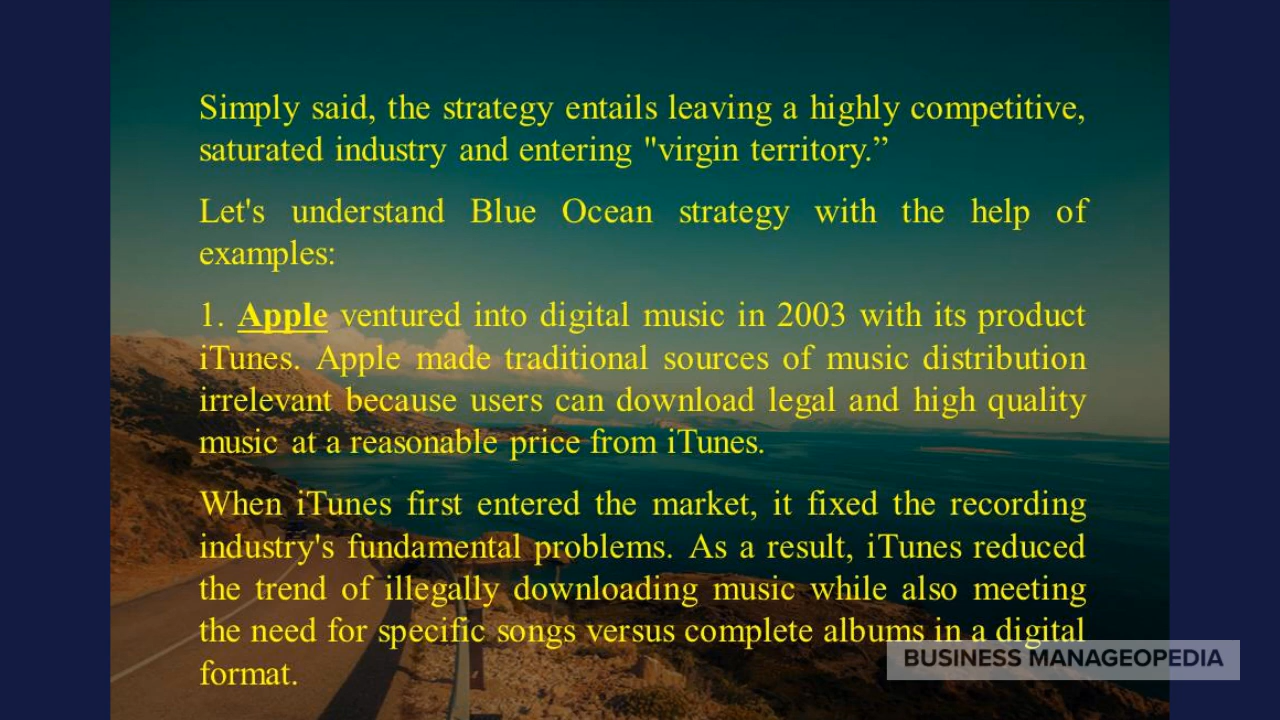 Simply said, the strategy entails leaving a highly competitive,
saturated industry and entering "virgin territory.”
Let's understand Blue Ocean strategy with the help of
examples:
1. Apple ventured into digital music in 2003 with its product
iTunes. Apple made traditional sources of music distribution
irrelevant because users can download legal and high quality
music at a reasonable price from iTunes.
When iTunes first entered the market, it fixed the recording
industry's fundamental problems. As a result, iTunes reduced
the trend of illegally downloading music while also meeting
the need for specific songs versus complete albums in a digital
format.
BUSINESS MANAGEOPEDIA